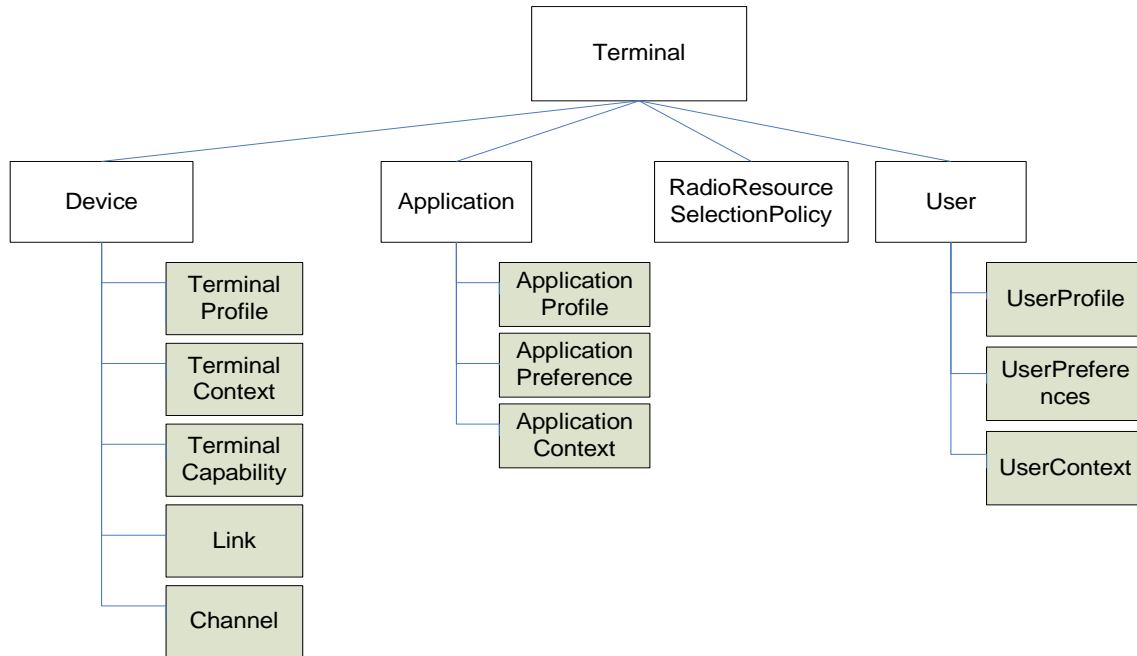 Terminal
Device
Application
RadioResource
SelectionPolicy
User
Terminal
Profile
Terminal
Context
Terminal
Capability
Link
Channel
Application
Profile
Application
Preference
Application
Context
UserProfile
UserPrefere
nces
UserContext